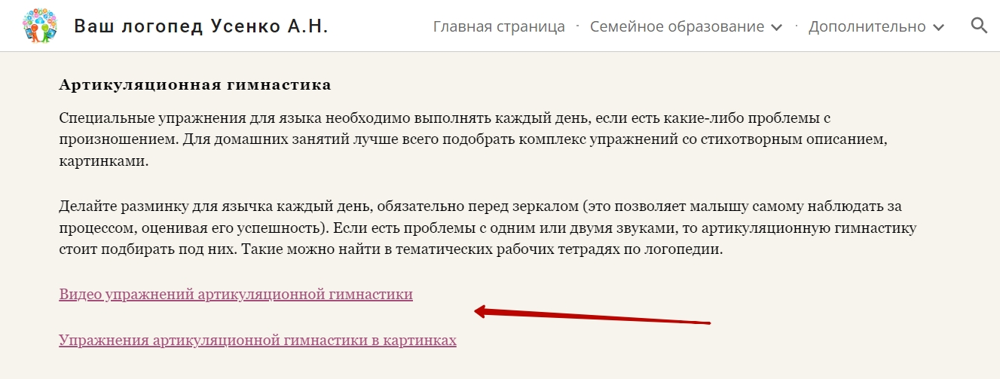 Ваш логопед Усенко А.Н.
Главная страница · Семейное образование · Дополнительно
Артикуляционная гимнастика
Специальные упражнения для языка необходимо выполнять каждый день, если есть какие-либо проблемы с
произношением. Для домашних занятий лучше всего подобрать комплекс упражнений со стихотворным описанием,
картинками.
Делайте разминку для язычка каждый день, обязательно перед зеркалом (это позволяет малышу самому наблюдать за
процессом, оценивая его успешность). Если есть проблемы с одним или двумя звуками, то артикуляционную гимнастику
стоит подбирать под них. Такие можно найти в тематических рабочих тетрадях по логопедии.
Видео упражнений артикуляционной гимнастики
Упражнения артикуляционной гимнастики в картинках